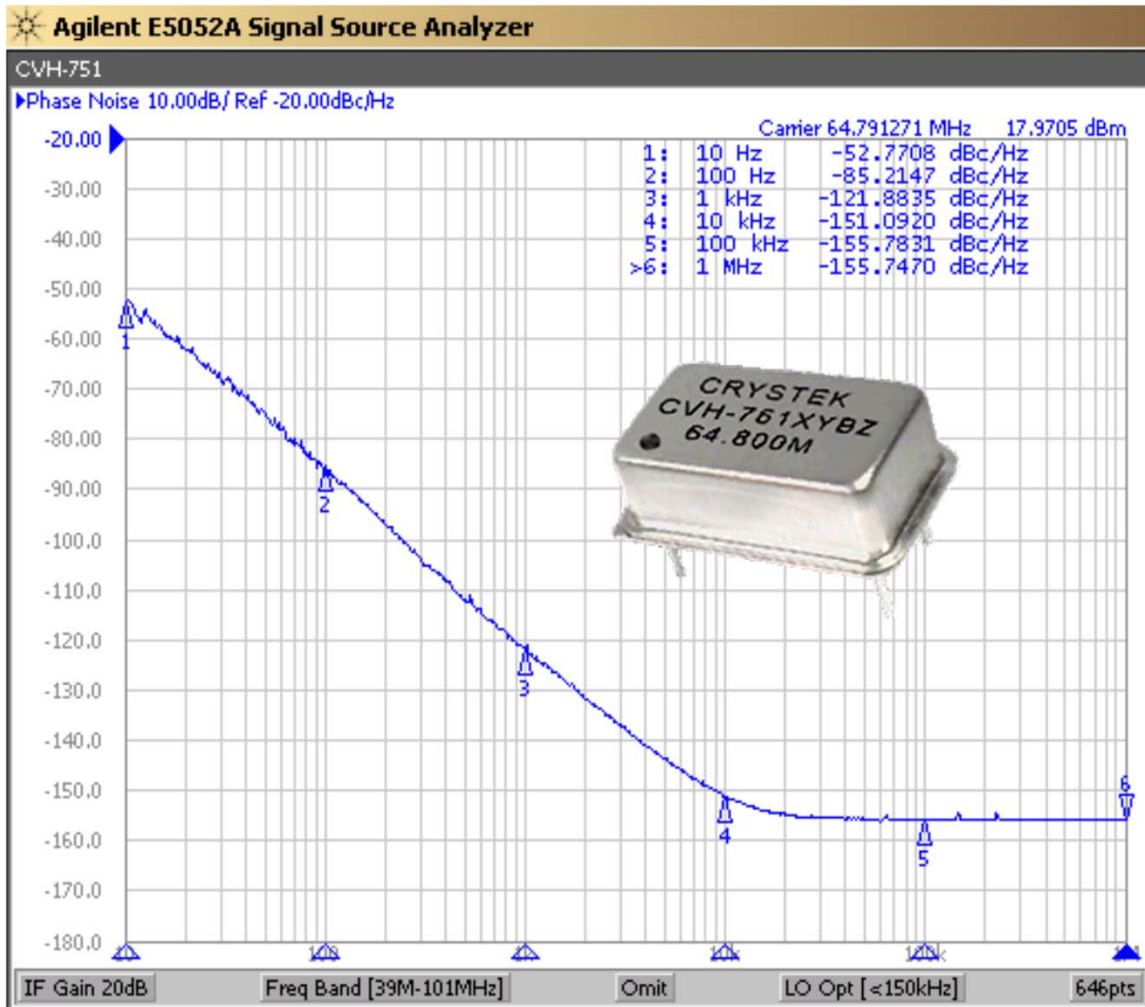 Agilent E5052A Signal Source Analyzer
CVH-751
Phase Noise 10.00dB/ Ref -20.00dBc/Hz
Carrier 64.791271 MHz 17.9705 dBm
1: 10 Hz -52.7708 dBc/Hz
2: 100 Hz -85.2147 dBc/Hz
3: 1 kHz -121.8835 dBc/Hz
4: 10 kHz -151.0920 dBc/Hz
5: 100 kHz -155.7831 dBc/Hz
>6: 1 MHz -155.7470 dBc/Hz
-20.00
-30.00
-40.00
-50.00
-60.00
-70.00
-80.00
-90.00
-100.0
-110.0
-120.0
-130.0
-140.0
-150.0
-160.0
-170.0
-180.0
1
2
3
4
5
6
CRYSTEK
CVH-761XYBZ
64.800M
10 100 1k 10k 100k
IF Gain 20dB Freq Band [39M-101MHz] Omit LO Opt [<150kHz] 646pts